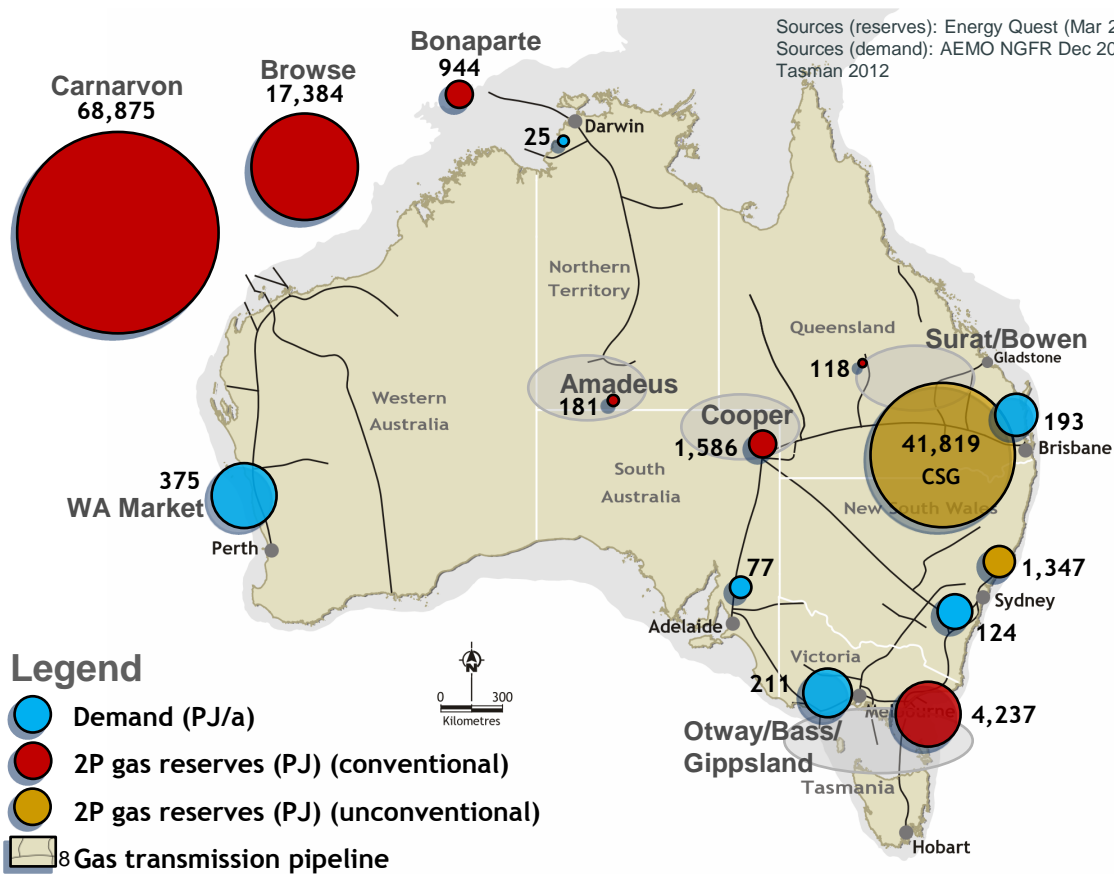 Sources (reserves): Energy Quest (Mar 2
Sources (demand): AEMO NGFR Dec 20
Tasman 2012
Bonaparte
944
Browse
17,384
Carnarvon
68,875
Darwin
25
Northern
Territory
Queensland
Surat/Bowen
Gladstone
118
Amadeus
181
Western
Australia
Cooper
1,586
193
41,819
CSG
Brisbane
375
WA Market
South
Australia
New South Wales
Perth
77
1,347
Sydney
Adelaide
124
Victoria
211
Melbourne
4,237
Otway/Bass/
Gippsland
Tasmania
Hobart
N
0 300
Kilometres
Legend
Demand (PJ/a)
2P gas reserves (PJ) (conventional)
2P gas reserves (PJ) (unconventional)
8 Gas transmission pipeline